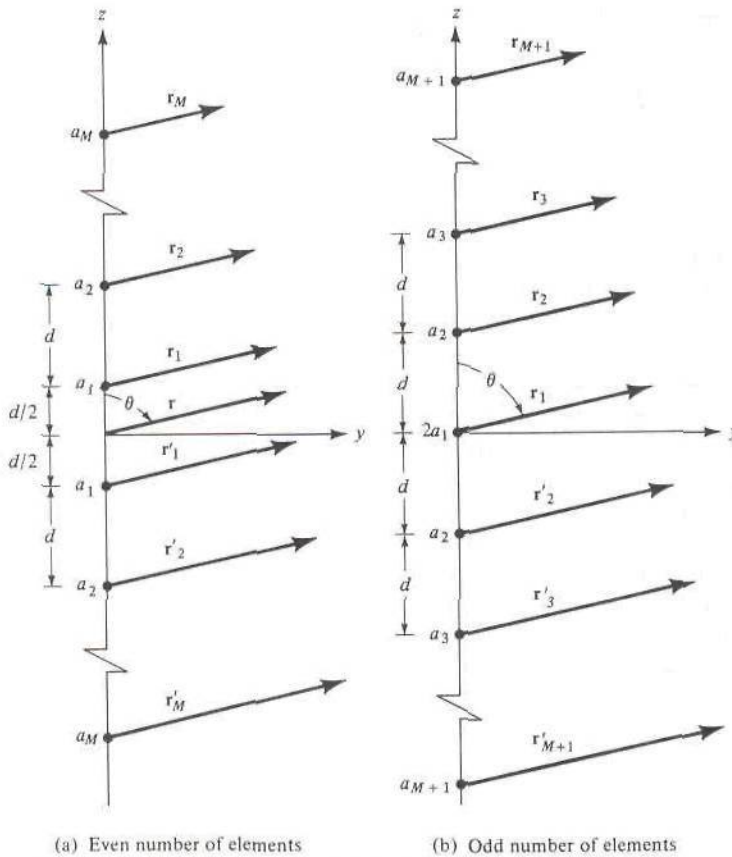 z
r_M
a_M
r_2
a_2
d
r_1
a_1
θ
r
d/2
y
d/2
r'_1
a_1
d
r'_2
a_2
r'_M
a_M
(a) Even number of elements
z
r_{M+1}
a_{M+1}
r_3
a_3
d
r_2
a_2
d
θ
r_1
2a_1
d
r'_2
a_2
d
r'_3
a_3
r'_{M+1}
a_{M+1}
(b) Odd number of elements